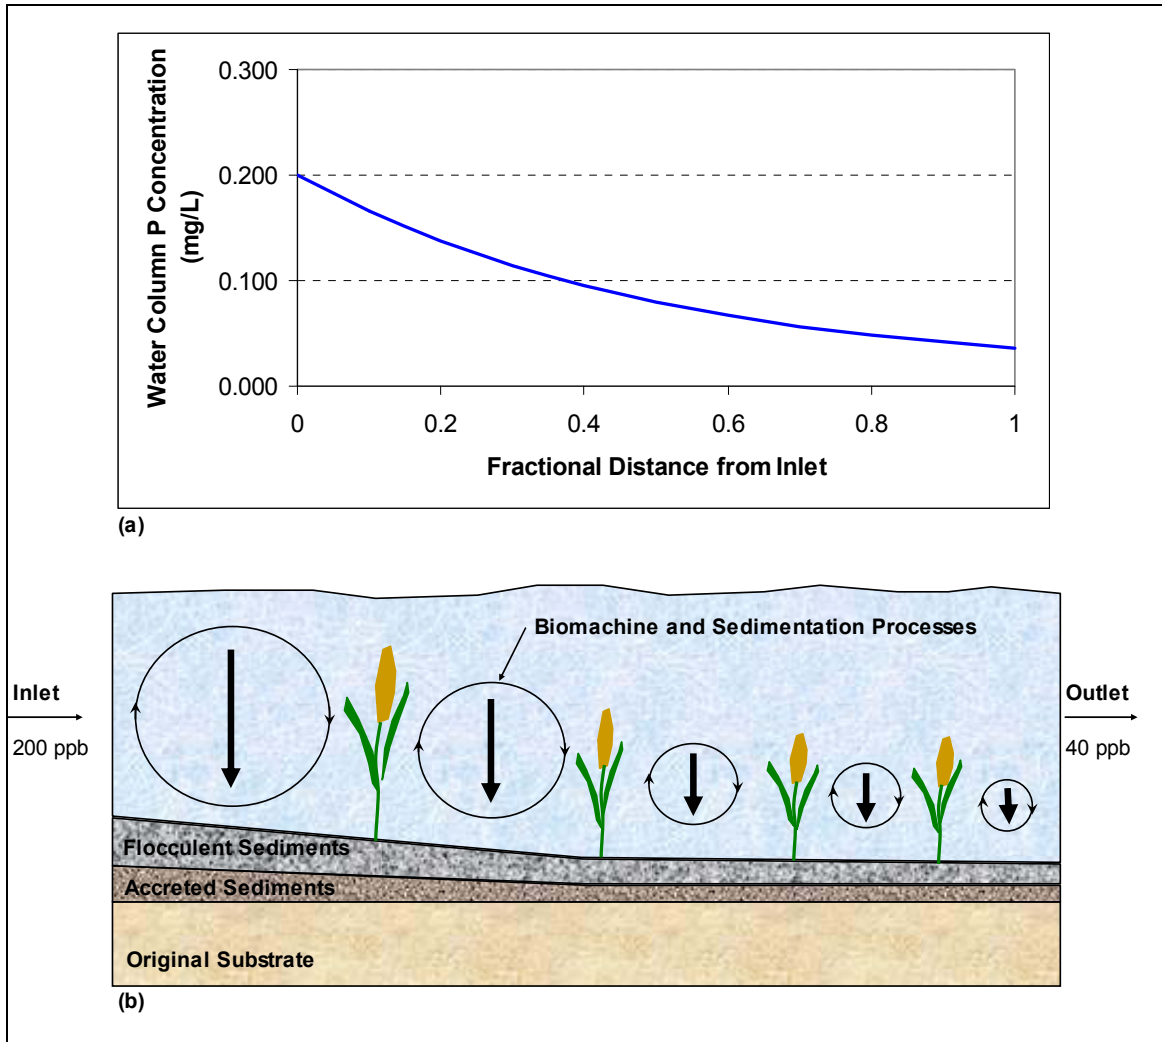 Water Column P Concentration
(mg/L)
0.300
0.200
0.100
0.000
0 0.2 0.4 0.6 0.8 1
Fractional Distance from Inlet
(a)
Biomachine and Sedimentation Processes
Inlet
200 ppb
Outlet
40 ppb
Flocculent Sediments
Accreted Sediments
Original Substrate
(b)